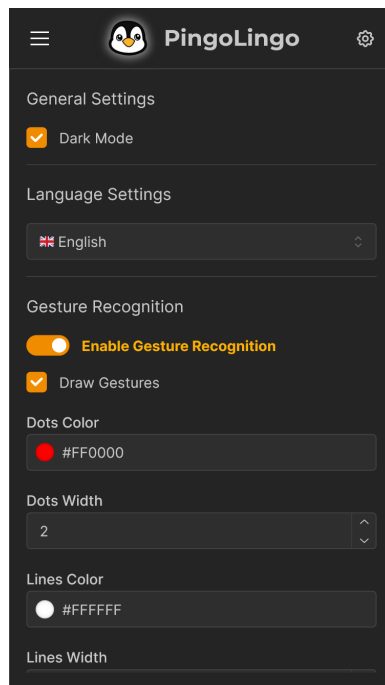 PingoLingo
General Settings
Dark Mode
Language Settings
🇬🇧 English
Gesture Recognition
Enable Gesture Recognition
Draw Gestures
Dots Color
#FF0000
Dots Width
2
Lines Color
#FFFFFF
Lines Width